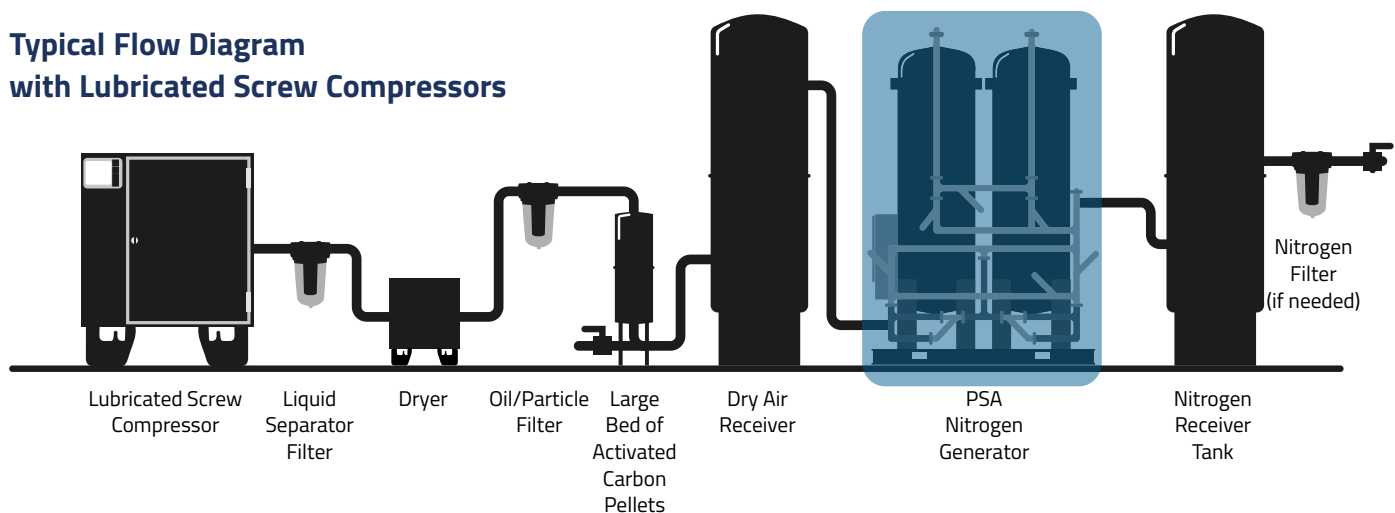 Typical Flow Diagram
with Lubricated Screw Compressors
Nitrogen
Filter
(if needed)
Lubricated Screw
Compressor
Liquid
Separator
Filter
Dryer
Oil/Particle
Filter
Large
Bed of
Activated
Carbon
Pellets
Dry Air
Receiver
PSA
Nitrogen
Generator
Nitrogen
Receiver
Tank